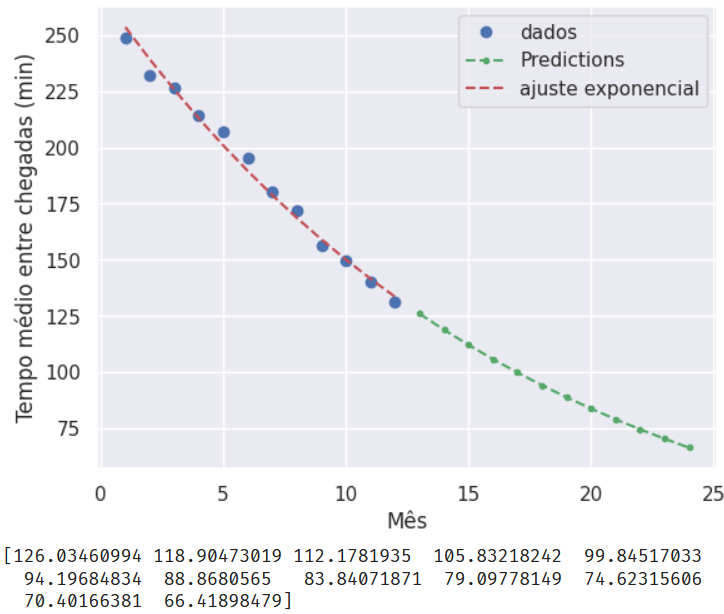 250
225
200
175
150
125
100
75
Tempo médio entre chegadas (min)
dados
Predictions
ajuste exponencial
0 5 10 15 20 25
Mês
[126.03460994 118.90473019 112.1781935 105.83218242 99.84517033
94.19684834 88.8680565 83.84071871 79.09778149 74.62315606
70.40166381 66.41898479]